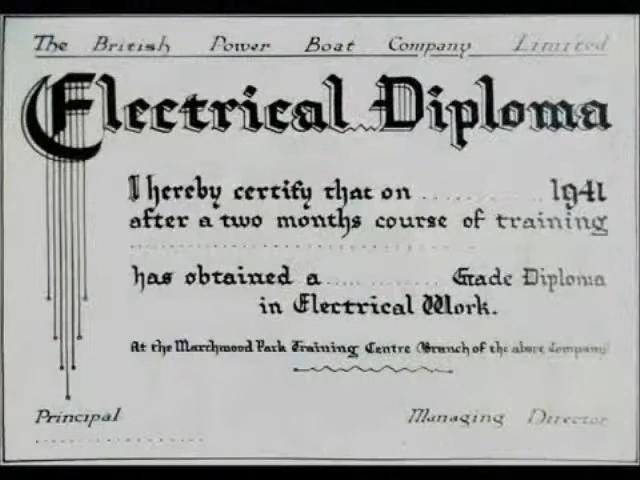 The British Power Boat Company Limited
Electrical Diploma
I hereby certify that on .......... 1941
after a two months course of training
..............................
has obtained a .......... Grade Diploma
in Electrical Work.
At the Marchwood Park Training Centre Branch of the above Company
Principal Managing Director
..............................